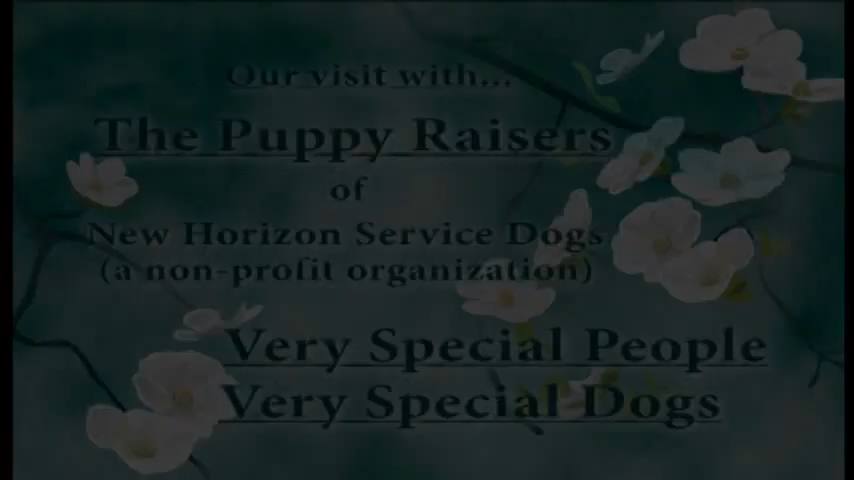 Our visit with...
The Puppy Raisers
of
New Horizon Service Dogs
(a non-profit organization)
Very Special People
Very Special Dogs